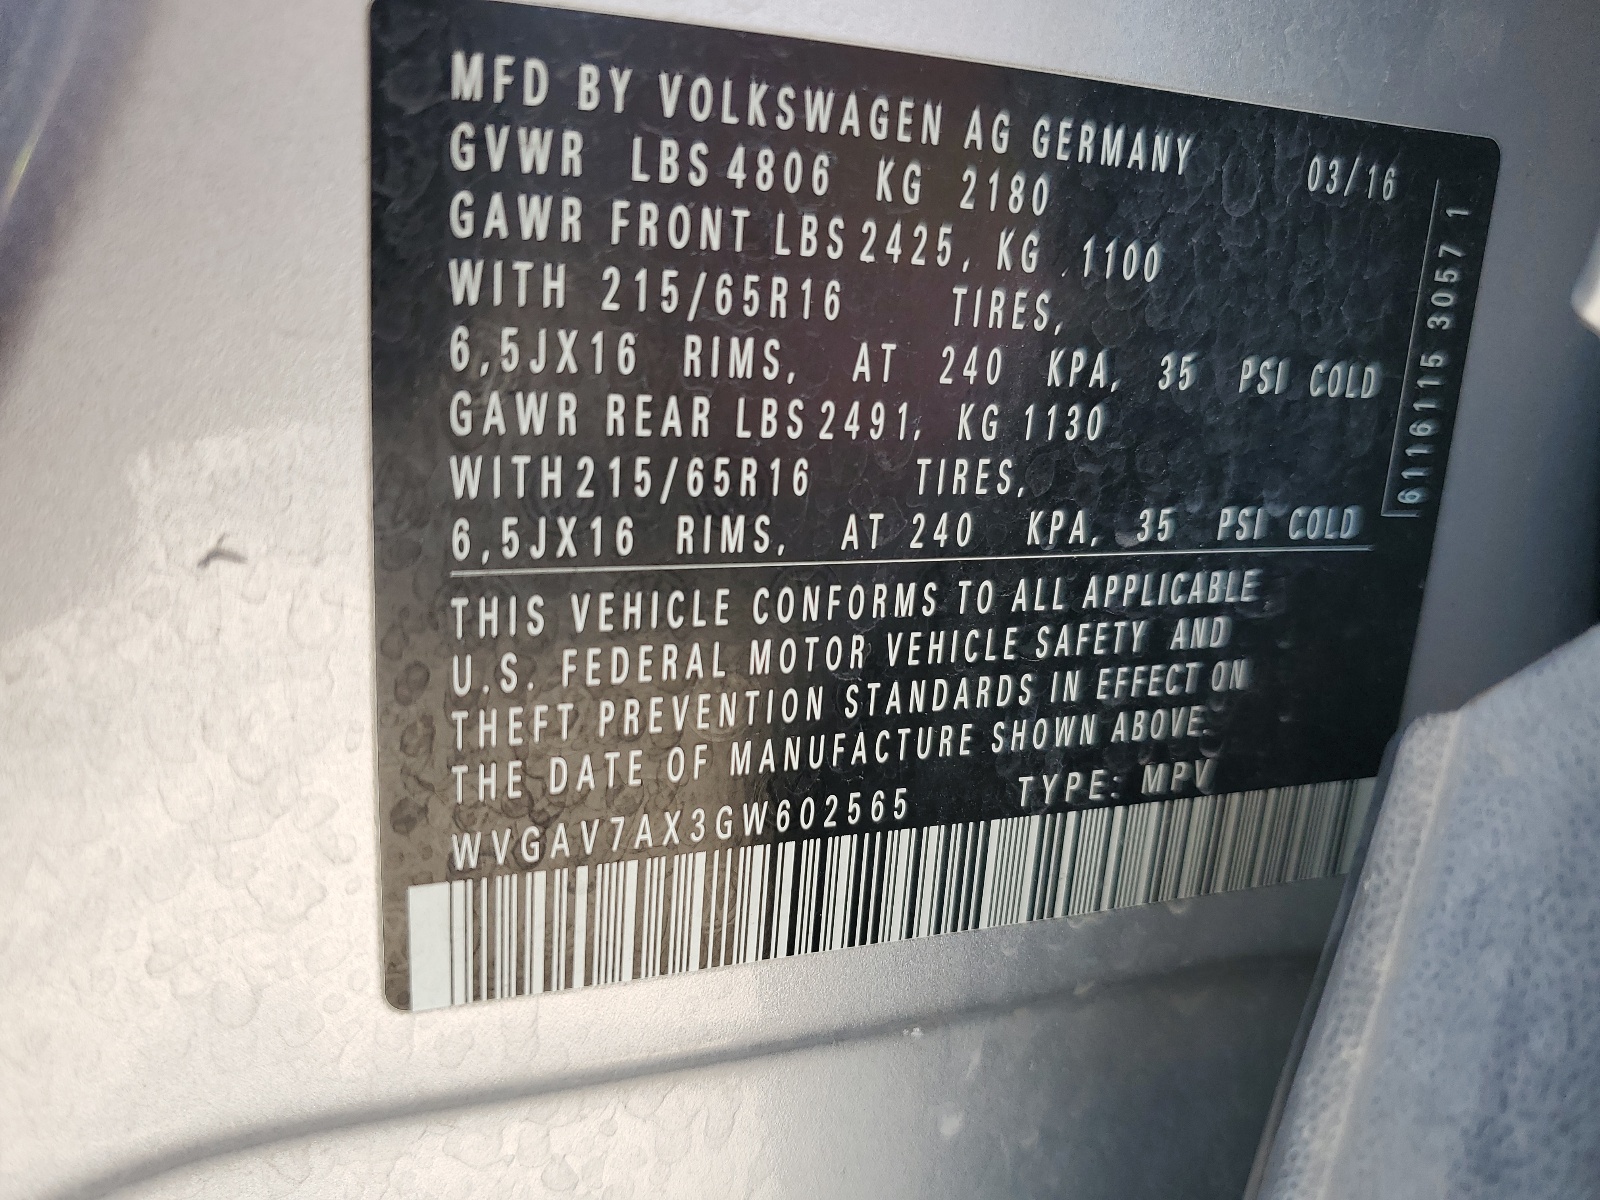 MFD BY VOLKSWAGEN AG GERMANY 03/16
GVWR LBS 4806 KG 2180
GAWR FRONT LBS 2425, KG 1100
WITH 215/65R16 TIRES,
6,5JX16 RIMS, AT 240 KPA, 35 PSI COLD
GAWR REAR LBS 2491, KG 1130
WITH 215/65R16 TIRES,
6,5JX16 RIMS, AT 240 KPA, 35 PSI COLD
6116115 3057 1
THIS VEHICLE CONFORMS TO ALL APPLICABLE
U.S. FEDERAL MOTOR VEHICLE SAFETY AND
THEFT PREVENTION STANDARDS IN EFFECT ON
THE DATE OF MANUFACTURE SHOWN ABOVE.
WVGAV7AX3GW602565 TYPE: MPV